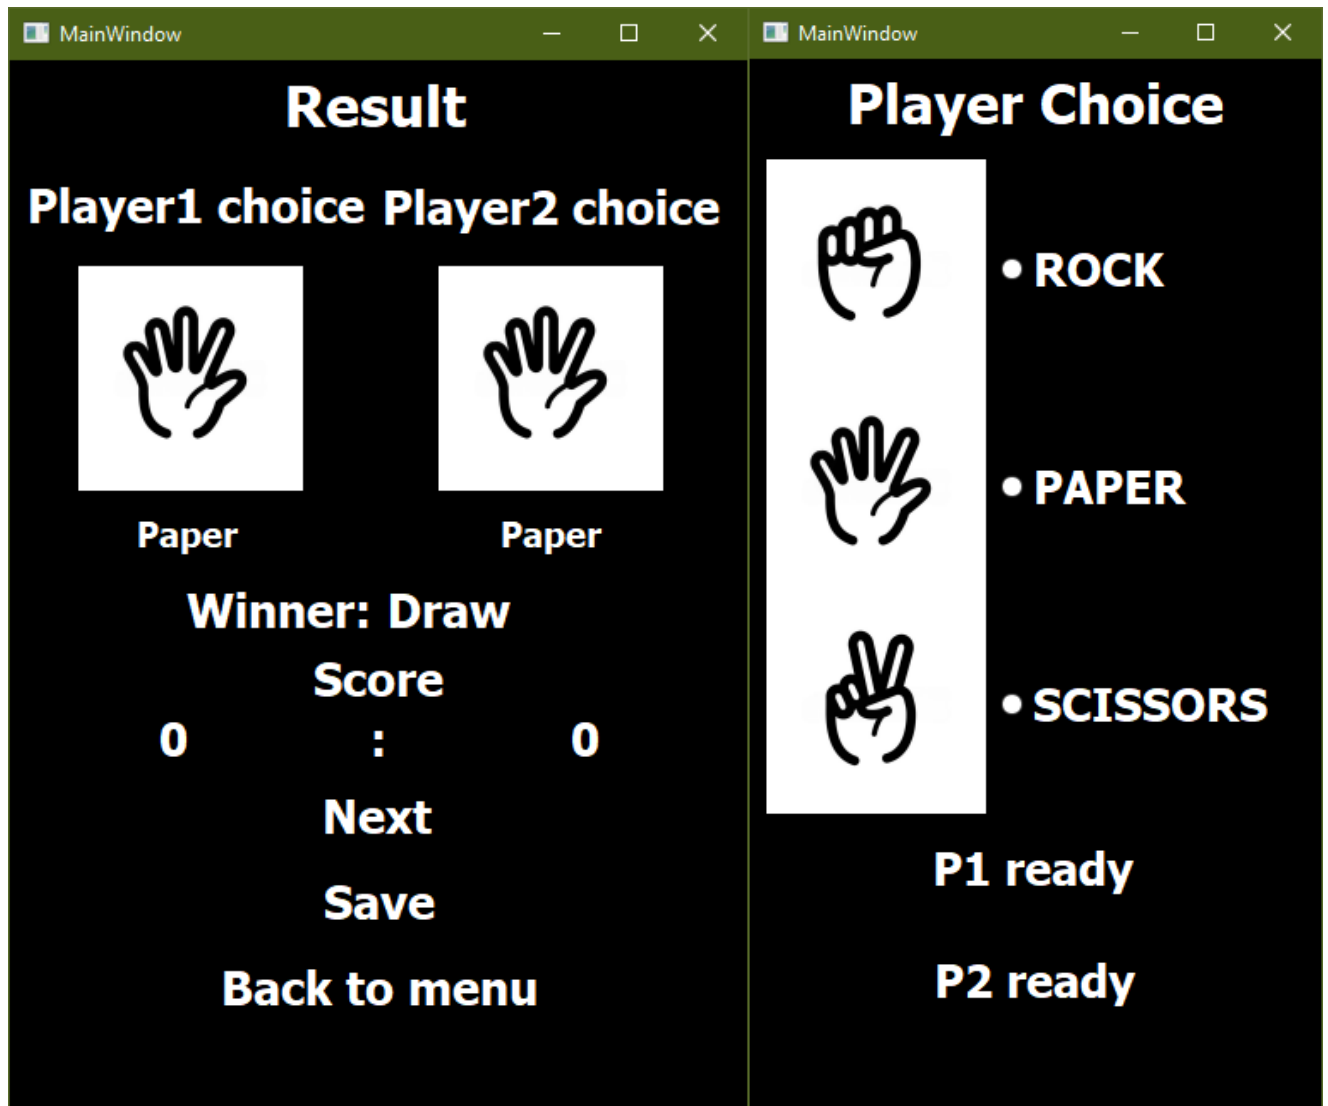 MainWindow
Result
Player1 choice Player2 choice
Paper Paper
Winner: Draw
Score
0 : 0
Next
Save
Back to menu
MainWindow
Player Choice
ROCK
PAPER
SCISSORS
P1 ready
P2 ready